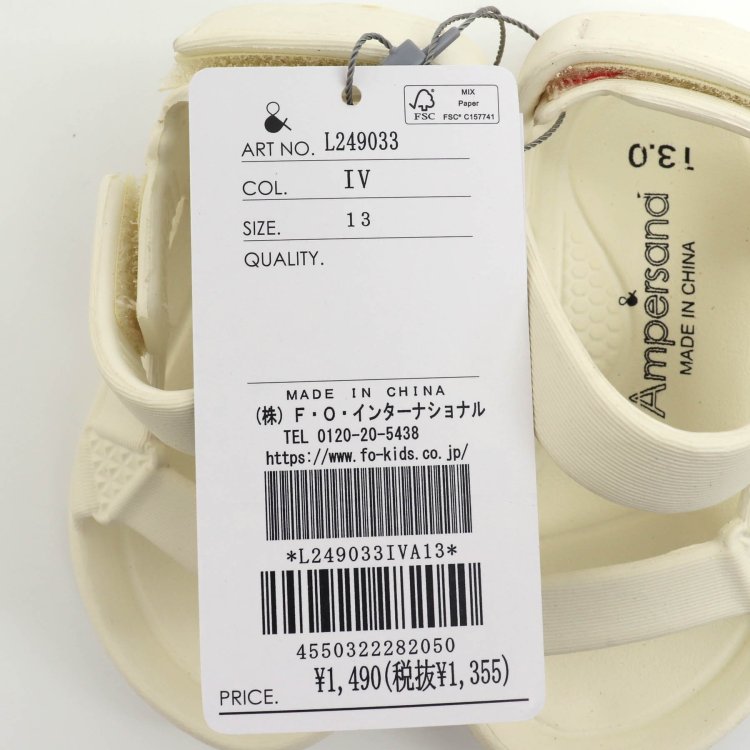 MIX
Paper
FSC
FSC® C157741
&
ART NO. L249033
COL. IV
SIZE. 13
QUALITY.
MADE IN CHINA
(株) F・O・インターナショナル
TEL 0120-20-5438
https://www.fo-kids.co.jp/
*L249033IVA13*
4550322282050
PRICE. ¥1,490(税抜¥1,355)
13.0
& Ampersand
MADE IN CHINA